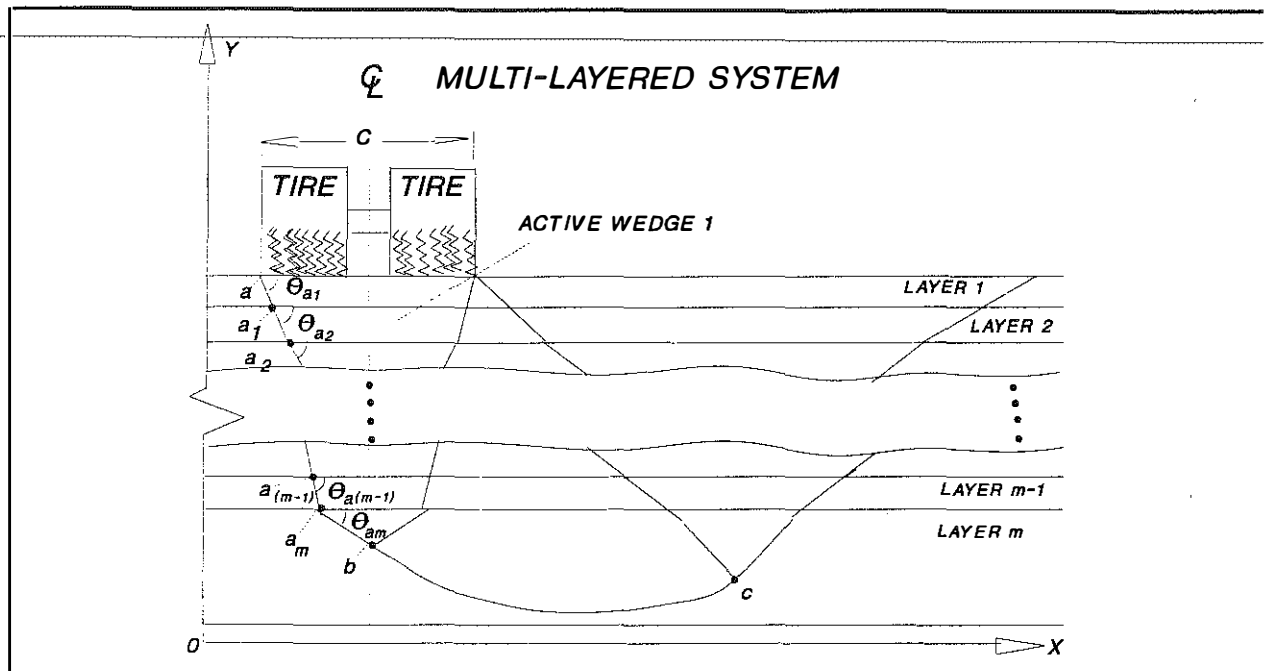 Y
℄ MULTI-LAYERED SYSTEM
C
TIRE TIRE
ACTIVE WEDGE 1
a Θa1 LAYER 1
a1 Θa2 LAYER 2
a2
a(m-1) Θa(m-1) LAYER m-1
am Θam LAYER m
b
c
0 X